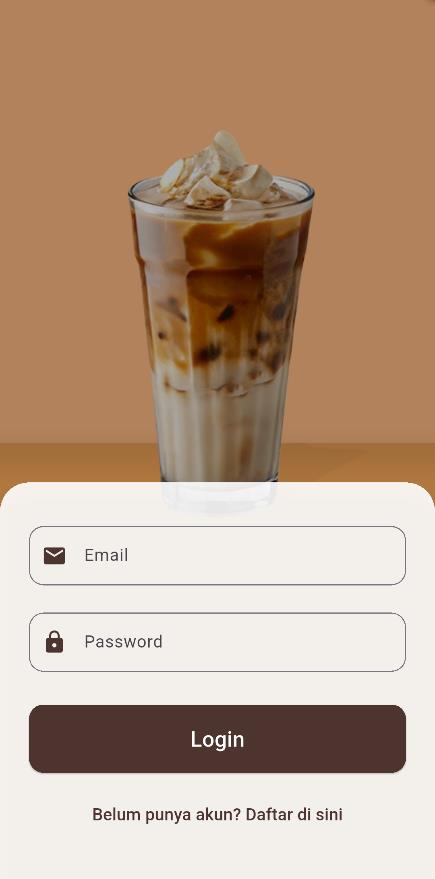 Email
Password
Login
Belum punya akun? Daftar di sini